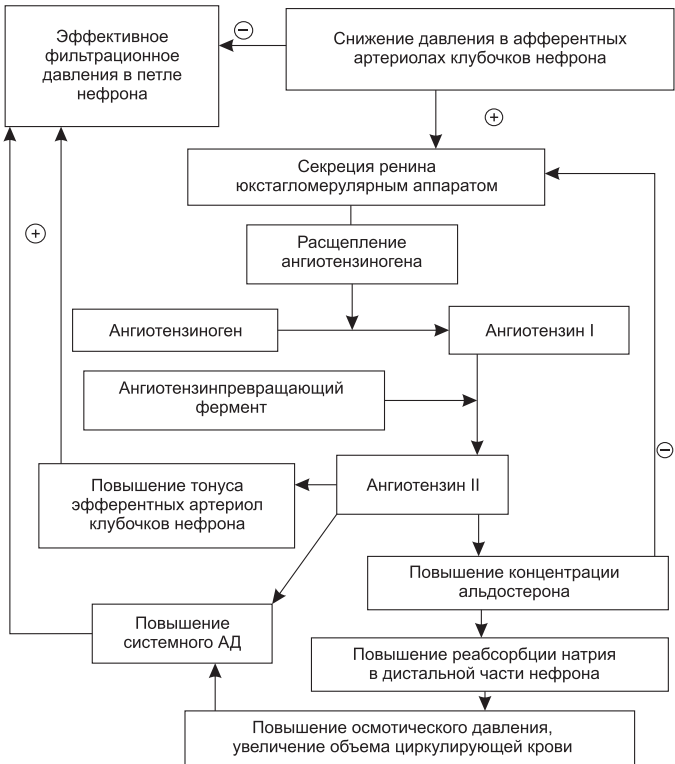 Эффективное
фильтрационное
давления в петле
нефрона
−
Снижение давления в афферентных
артериолах клубочков нефрона
+
Секреция ренина
юкстагломерулярным аппаратом
+
Расщепление
ангиотензиногена
Ангиотензиноген
Ангиотензин I
Ангиотензинпревращающий
фермент
−
Повышение тонуса
эфферентных артериол
клубочков нефрона
Ангиотензин II
Повышение концентрации
альдостерона
Повышение
системного АД
Повышение реабсорбции натрия
в дистальной части нефрона
Повышение осмотического давления,
увеличение объема циркулирующей крови